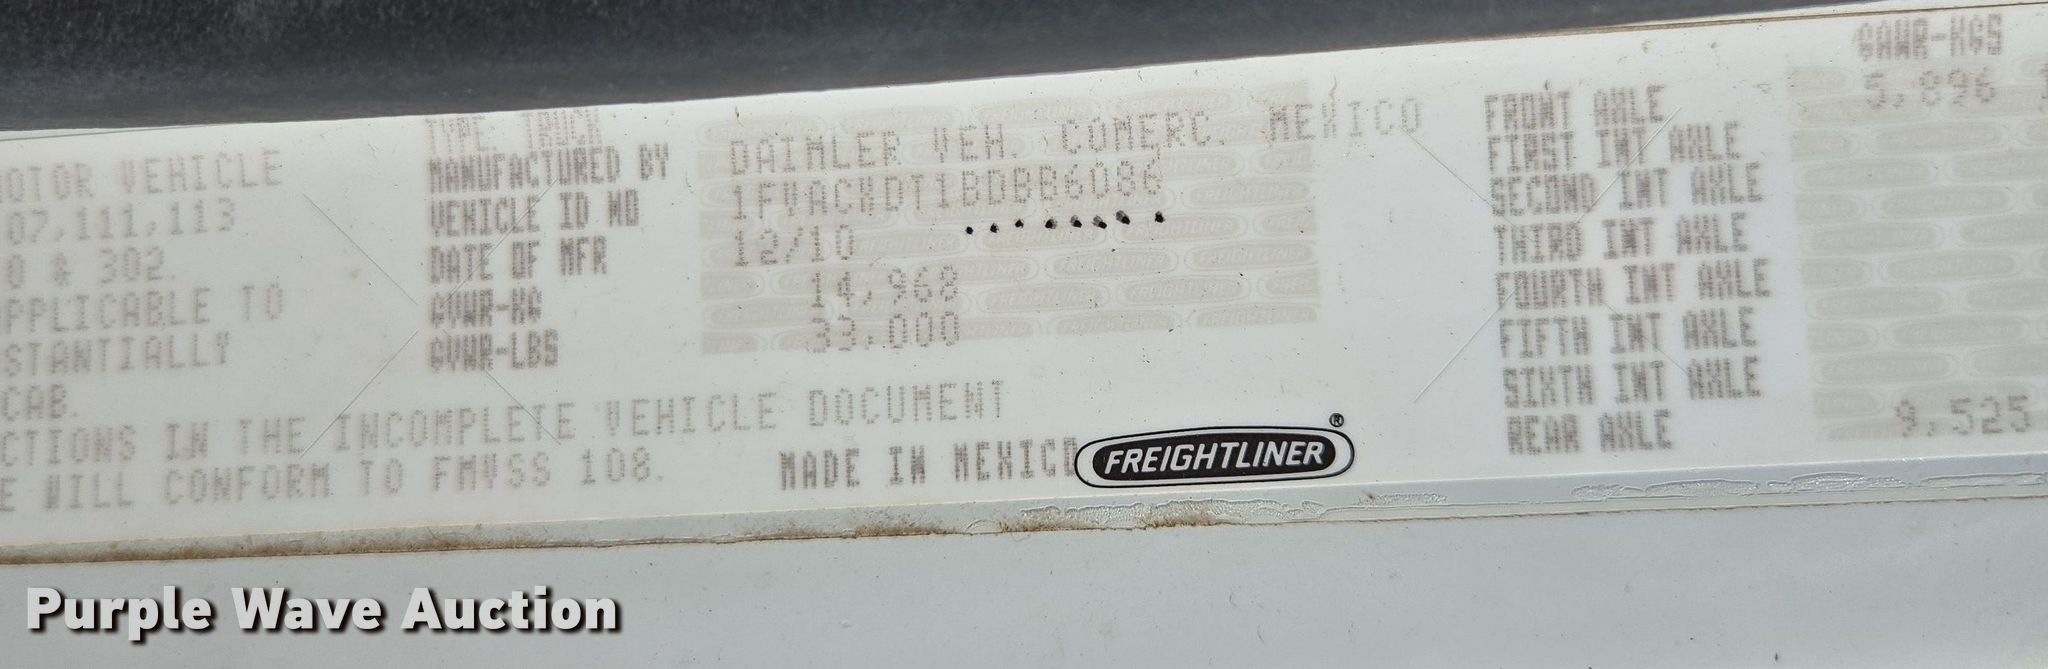 GAWR-KGS
TYPE: TRUCK
MOTOR VEHICLE
MANUFACTURED BY DAIMLER VEH. COMERC. MEXICO
FRONT AXLE 5,896
07,111,113
VEHICLE ID NO 1FVACXDT1BDBB6086
FIRST INT AXLE
0 & 302.
DATE OF MFR 12/10
SECOND INT AXLE
APPLICABLE TO
GVWR-KG 14,968
THIRD INT AXLE
STANTIALLY
GVWR-LBS 33,000
FOURTH INT AXLE
CAB.
FIFTH INT AXLE
CTIONS IN THE INCOMPLETE VEHICLE DOCUMENT
SIXTH INT AXLE
E WILL CONFORM TO FMVSS 108.
MADE IN MEXICO
FREIGHTLINER®
REAR AXLE 9,525
Purple Wave Auction